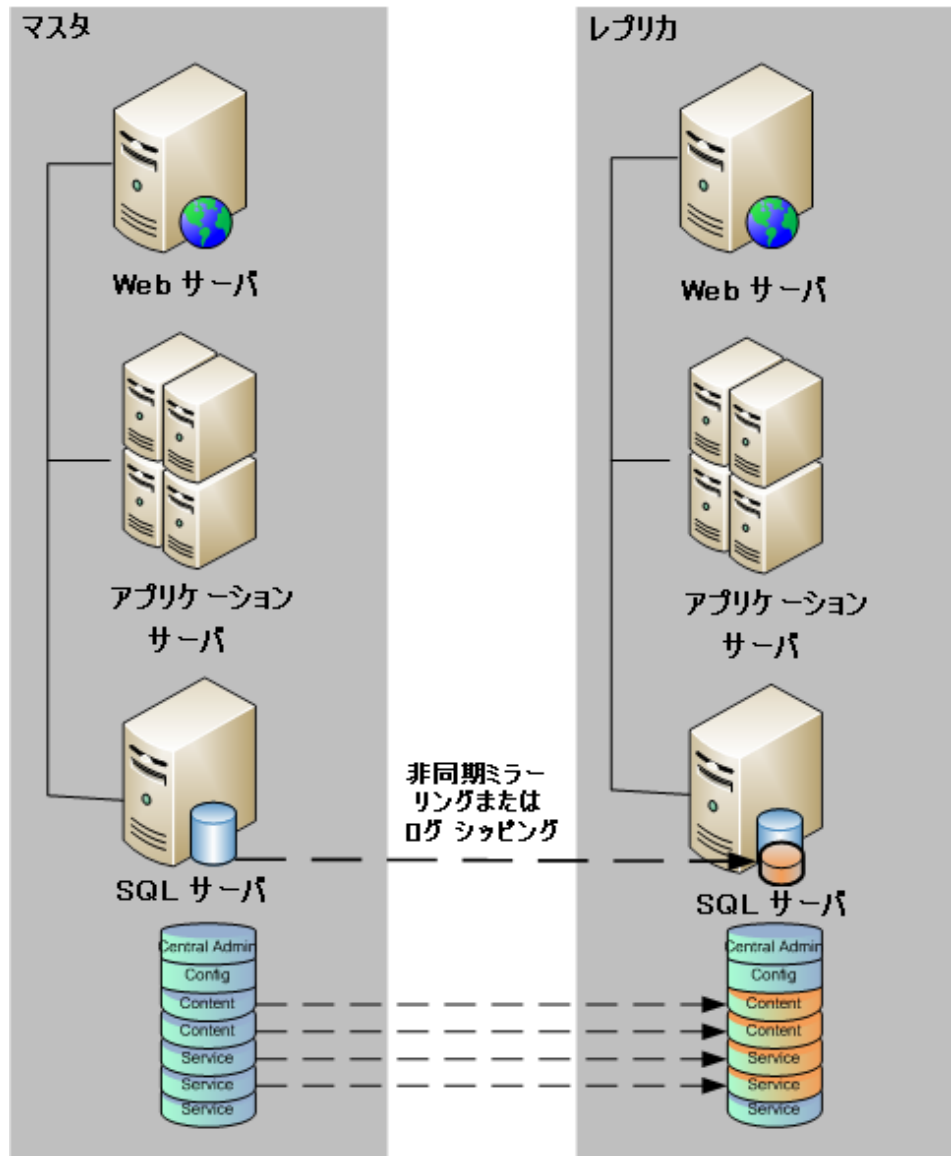 マスタ
Web サーバ
アプリケーション
サーバ
SQL サーバ
Central Admin
Config
Content
Content
Service
Service
Service
非同期ミラー
リングまたは
ログ シッピング
レプリカ
Web サーバ
アプリケーション
サーバ
SQL サーバ
Central Admin
Config
Content
Content
Service
Service
Service